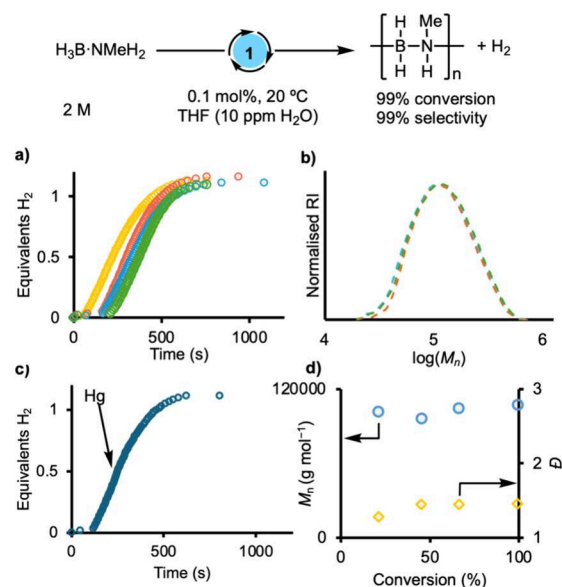 H₃B·NMeH₂
1
H Me
B N
H H
n
+ H₂
2 M
0.1 mol%, 20 ºC
THF (10 ppm H₂O)
99% conversion
99% selectivity
a)
Equivalents H₂
1
0.5
0
0 500 1000
Time (s)
b)
Normalised RI
4 5 6
log(Mₙ)
c)
Hg
Equivalents H₂
1
0.5
0
0 500 1000
Time (s)
d)
Mₙ (g mol⁻¹)
120000
0
3
2
1
Đ
0 50 100
Conversion (%)